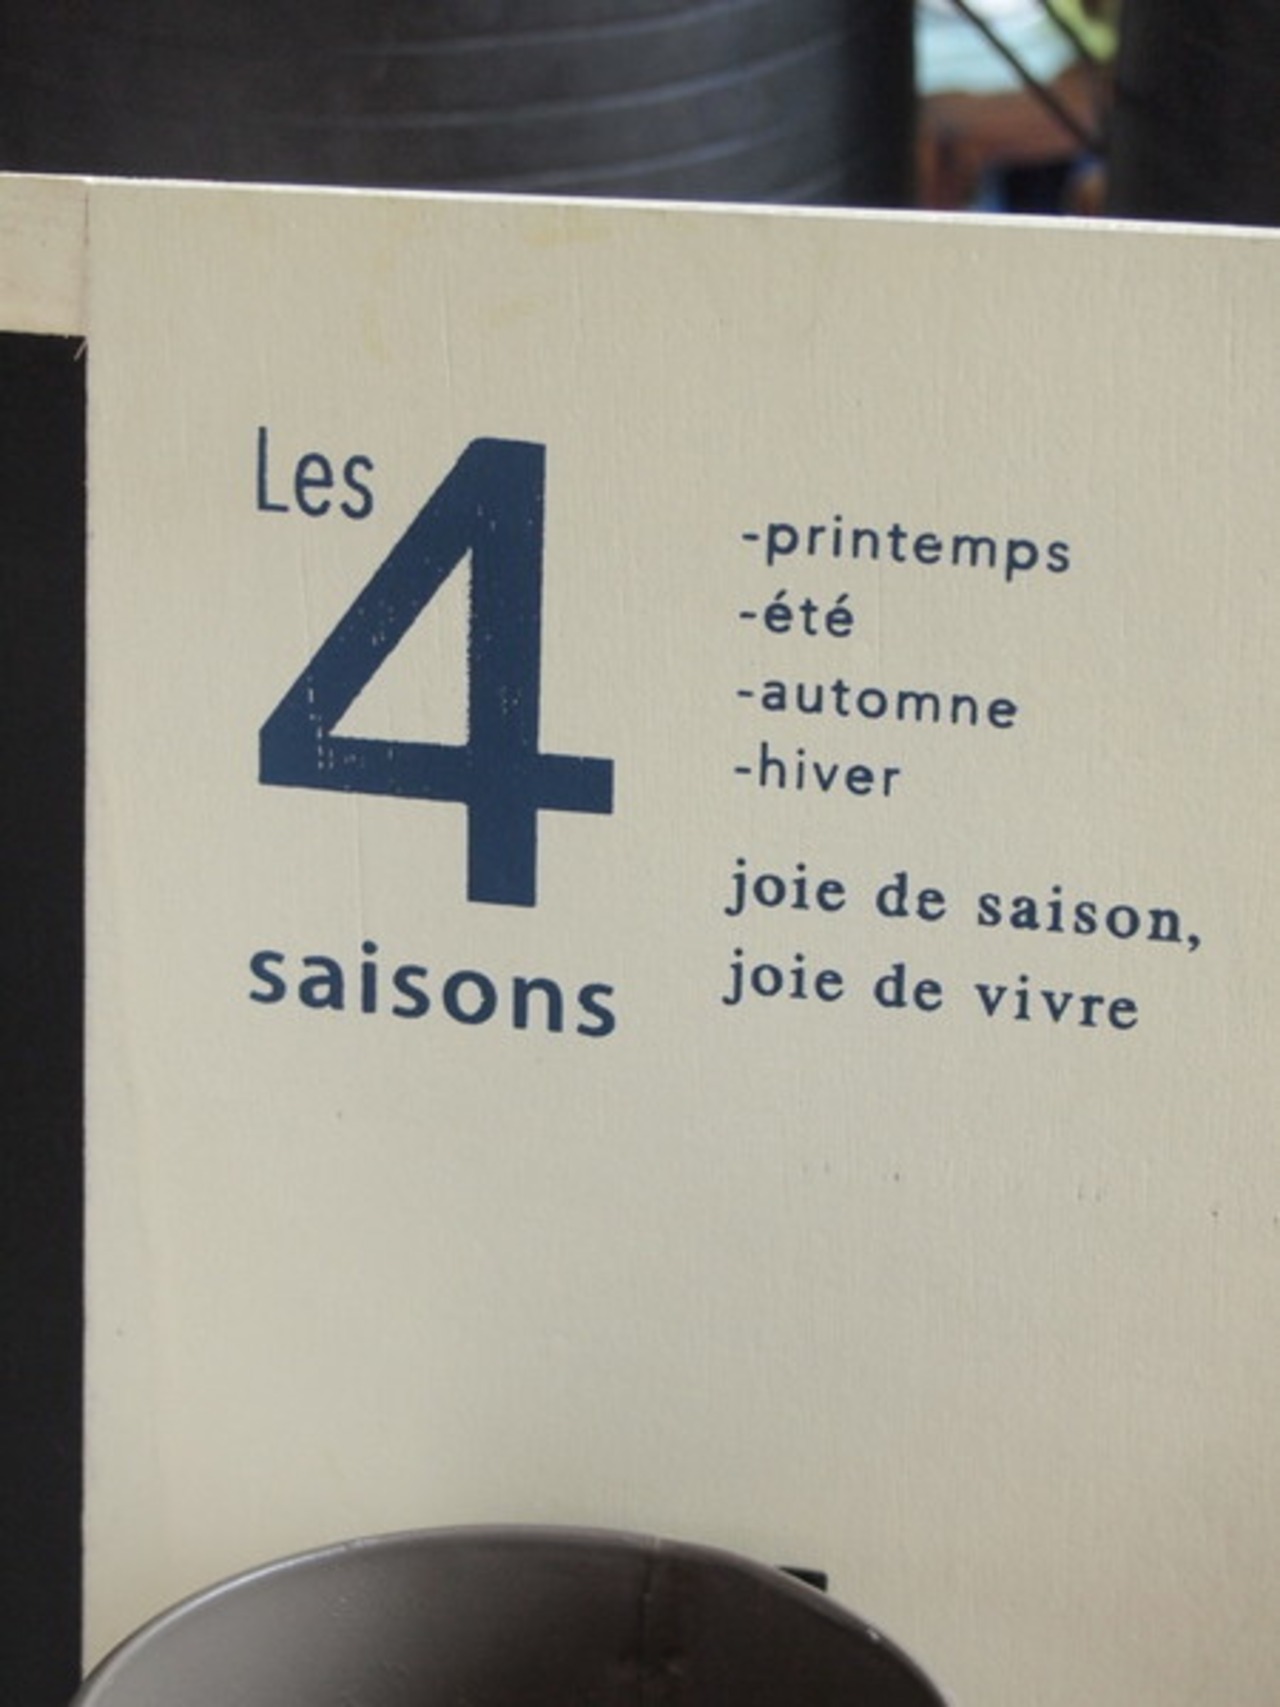 Les
4
saisons
-printemps
-été
-automne
-hiver
joie de saison,
joie de vivre